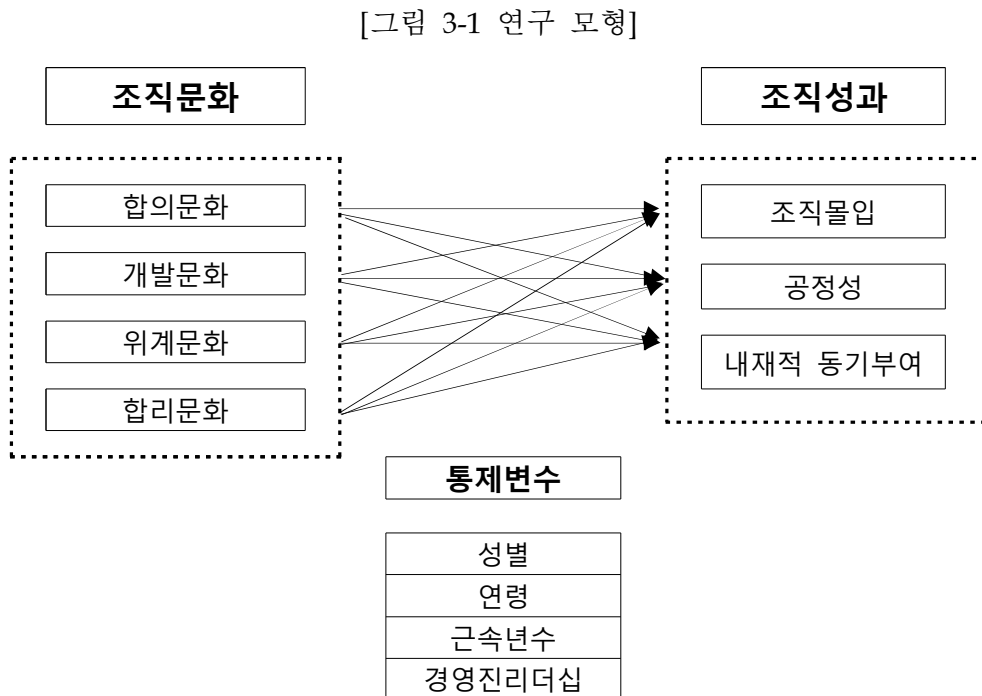 [그림 3-1 연구 모형]
조직문화
조직성과
합의문화
개발문화
위계문화
합리문화
조직몰입
공정성
내재적 동기부여
통제변수
성별
연령
근속년수
경영진리더십